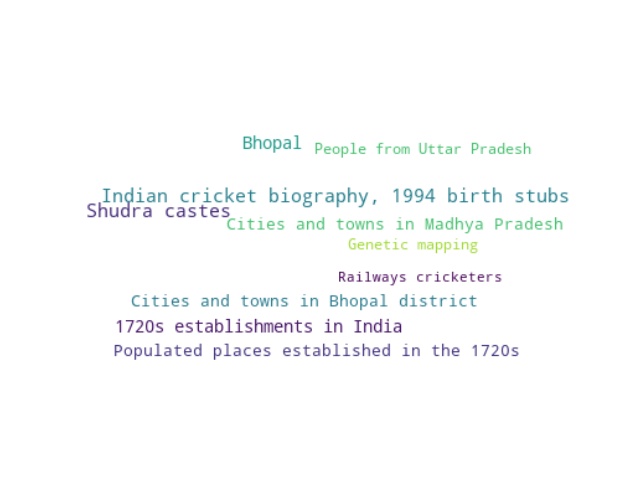 Bhopal
People from Uttar Pradesh
Indian cricket biography, 1994 birth stubs
Shudra castes
Cities and towns in Madhya Pradesh
Genetic mapping
Railways cricketers
Cities and towns in Bhopal district
1720s establishments in India
Populated places established in the 1720s